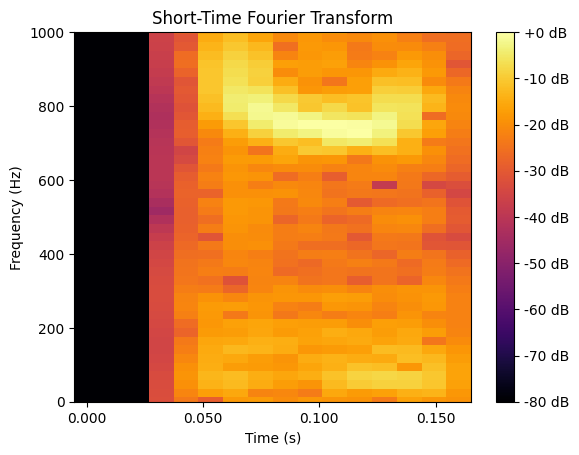 Short-Time Fourier Transform
1000
800
600
400
200
0
Frequency (Hz)
0.000
0.050
0.100
0.150
Time (s)
+0 dB
-10 dB
-20 dB
-30 dB
-40 dB
-50 dB
-60 dB
-70 dB
-80 dB